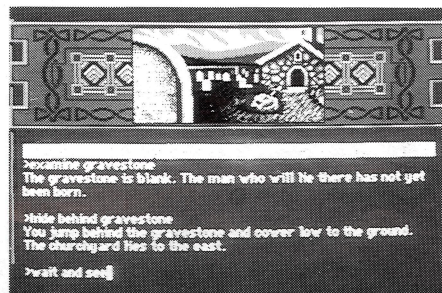 >examine gravestone
The gravestone is blank. The man who will lie there has not yet
been born.
>hide behind gravestone
You jump behind the gravestone and cower low to the ground.
The churchyard lies to the east.
>wait and see